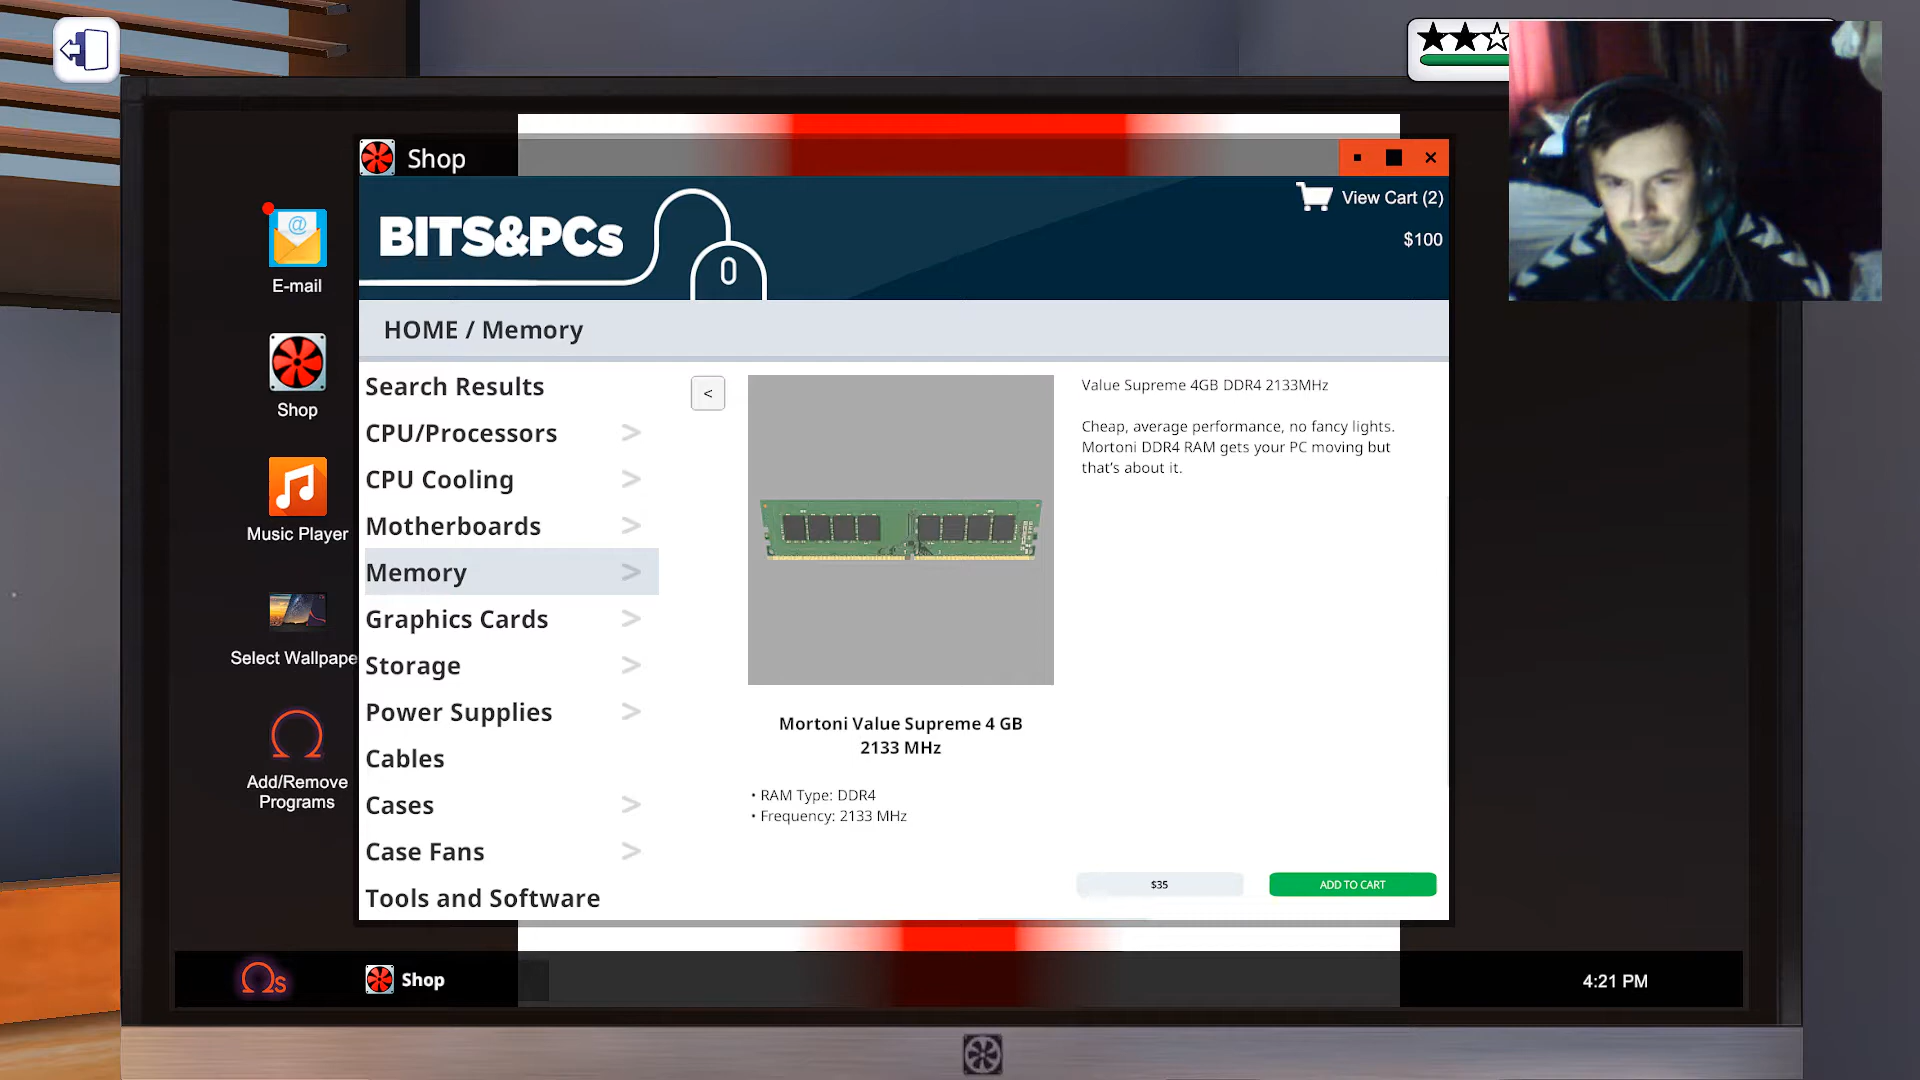 Shop
View Cart (2)
BITS&PCs
$100
HOME / Memory
E-mail
Shop
Music Player
Select Wallpape
Add/Remove
Programs
Search Results
CPU/Processors >
CPU Cooling >
Motherboards >
Memory >
Graphics Cards >
Storage >
Power Supplies >
Cables
Cases >
Case Fans >
Tools and Software
<
Mortoni Value Supreme 4 GB
2133 MHz
• RAM Type: DDR4
• Frequency: 2133 MHz
Value Supreme 4GB DDR4 2133MHz
Cheap, average performance, no fancy lights.
Mortoni DDR4 RAM gets your PC moving but
that's about it.
$35
ADD TO CART
Ωs
Shop
4:21 PM